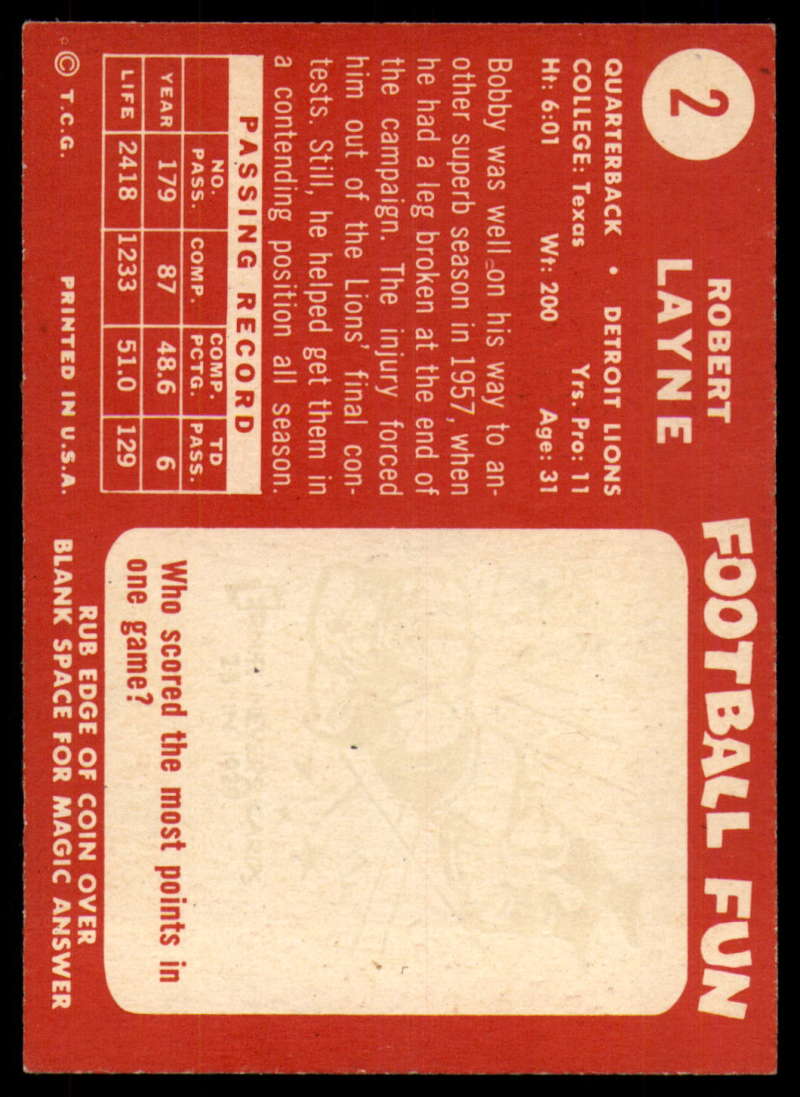 2
ROBERT
LAYNE
QUARTERBACK • DETROIT LIONS
COLLEGE: Texas Yrs. Pro: 11
Ht: 6:01 Wt: 200 Age: 31
Bobby was well on his way to an-
other superb season in 1957, when
he had a leg broken at the end of
the campaign. The injury forced
him out of the Lions' final con-
tests. Still, he helped get them in
a contending position all season.
PASSING RECORD
NO. PASS. COMP. COMP. PCTG. TD PASS.
YEAR 179 87 48.6 6
LIFE 2418 1233 51.0 129
© T.C.G. PRINTED IN U.S.A.
FOOTBALL FUN
Who scored the most points in
one game?
RUB EDGE OF COIN OVER
BLANK SPACE FOR MAGIC ANSWER